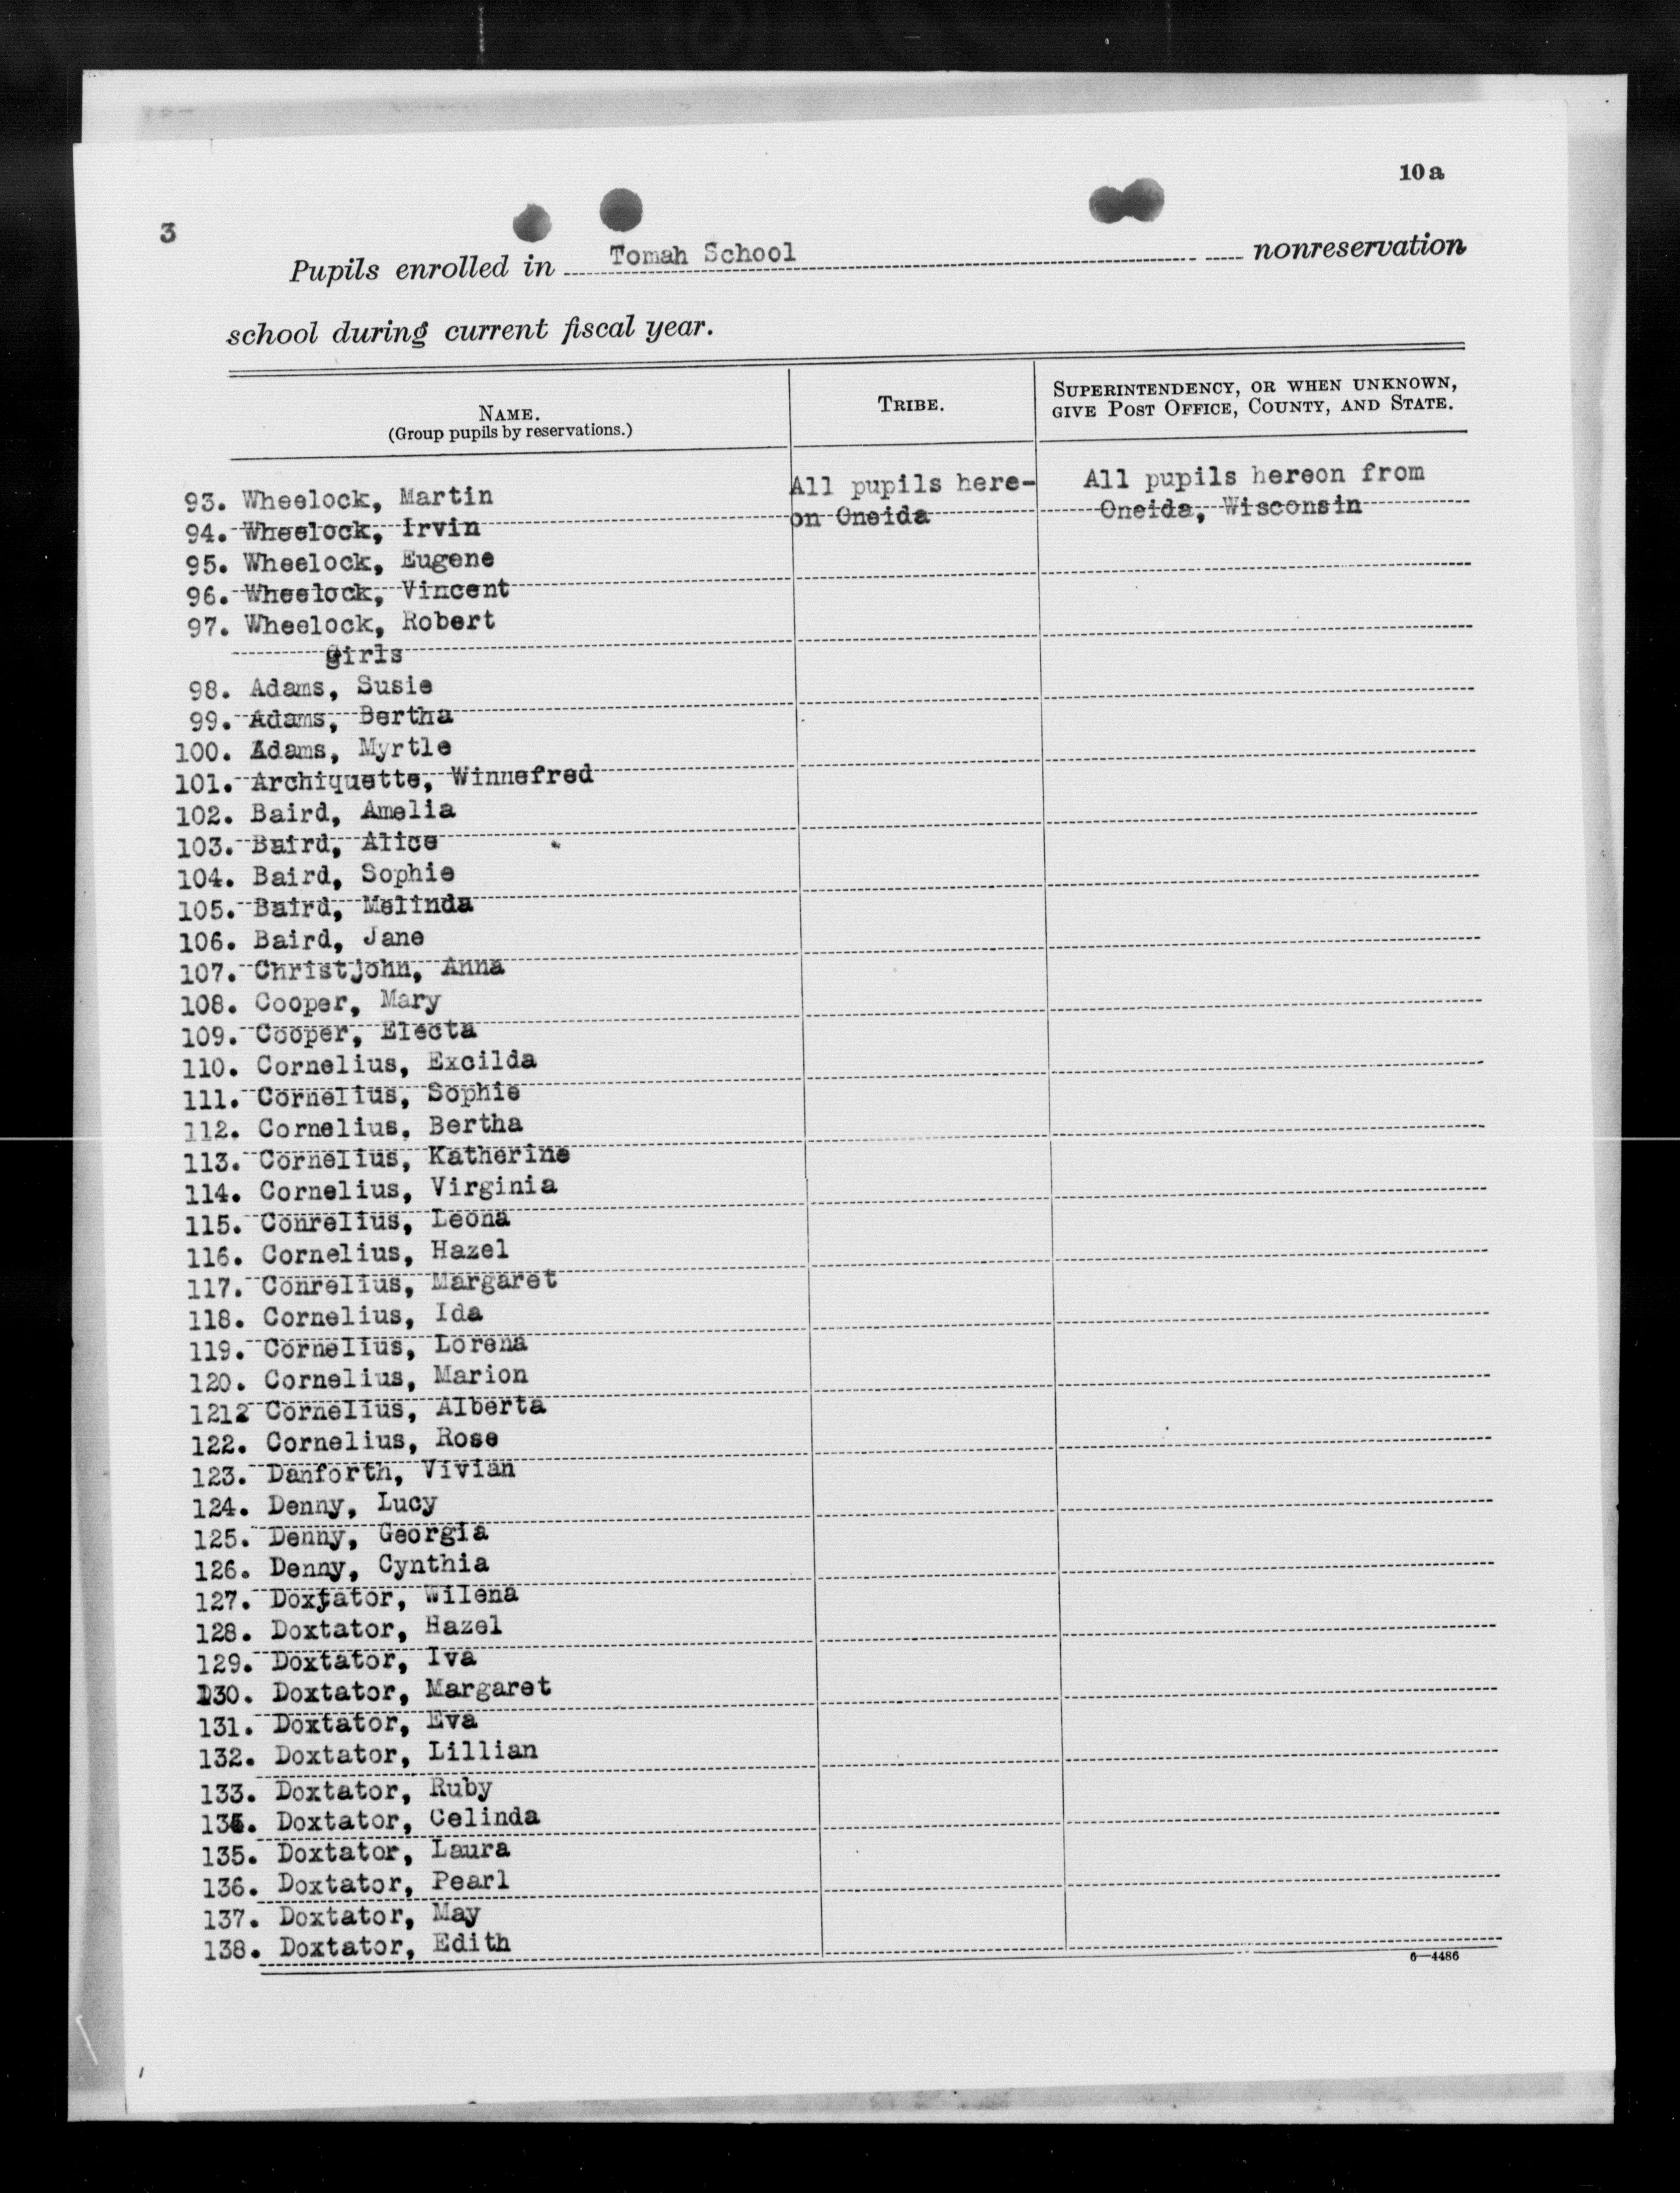 10 a
3
Pupils enrolled in Tomah School nonreservation
school during current fiscal year.
NAME.
(Group pupils by reservations.)
TRIBE.
SUPERINTENDENCY, OR WHEN UNKNOWN,
GIVE POST OFFICE, COUNTY, AND STATE.
93. Wheelock, Martin All pupils here- All pupils hereon from
94. Wheelock, Irvin on Oneida Oneida, Wisconsin
95. Wheelock, Eugene
96. Wheelock, Vincent
97. Wheelock, Robert
girls
98. Adams, Susie
99. Adams, Bertha
100. Adams, Myrtle
101. Archiquette, Winnefred
102. Baird, Amelia
103. Baird, Alice
104. Baird, Sophie
105. Baird, Melinda
106. Baird, Jane
107. Christjohn, Anna
108. Cooper, Mary
109. Cooper, Electa
110. Cornelius, Excilda
111. Cornelius, Sophie
112. Cornelius, Bertha
113. Cornelius, Katherine
114. Cornelius, Virginia
115. Conrelius, Leona
116. Cornelius, Hazel
117. Conrelius, Margaret
118. Cornelius, Ida
119. Cornelius, Lorena
120. Cornelius, Marion
1212 Cornelius, Alberta
122. Cornelius, Rose
123. Danforth, Vivian
124. Denny, Lucy
125. Denny, Georgia
126. Denny, Cynthia
127. Doxtator, Wilena
128. Doxtator, Hazel
129. Doxtator, Iva
130. Doxtator, Margaret
131. Doxtator, Eva
132. Doxtator, Lillian
133. Doxtator, Ruby
134. Doxtator, Celinda
135. Doxtator, Laura
136. Doxtator, Pearl
137. Doxtator, May
138. Doxtator, Edith
6—4486